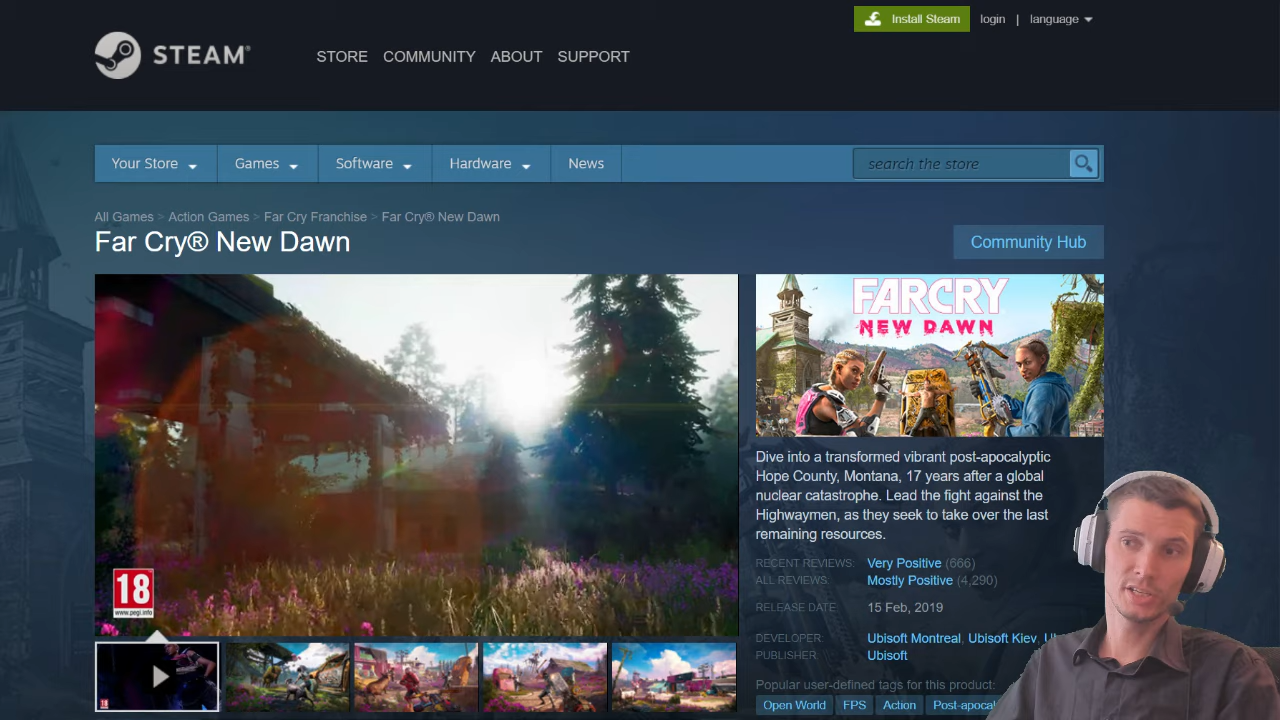 Install Steam
login | language
STEAM®
STORE COMMUNITY ABOUT SUPPORT
Your Store Games Software Hardware News
search the store
All Games > Action Games > Far Cry Franchise > Far Cry® New Dawn
Far Cry® New Dawn
Community Hub
FARCRY
NEW DAWN
Dive into a transformed vibrant post-apocalyptic
Hope County, Montana, 17 years after a global
nuclear catastrophe. Lead the fight against the
Highwaymen, as they seek to take over the last
remaining resources.
RECENT REVIEWS: Very Positive (666)
ALL REVIEWS: Mostly Positive (4,290)
RELEASE DATE: 15 Feb, 2019
DEVELOPER: Ubisoft Montreal, Ubisoft Kiev,
PUBLISHER: Ubisoft
Popular user-defined tags for this product:
Open World FPS Action
18
www.pegi.info
18